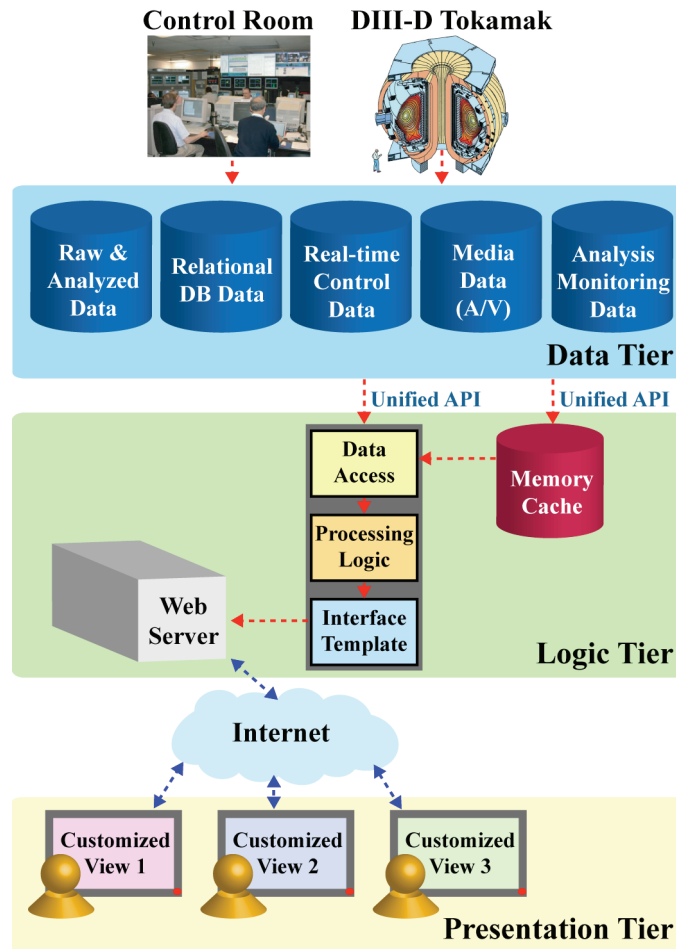 Control Room
DIII-D Tokamak
Raw &
Analyzed
Data
Relational
DB Data
Real-time
Control
Data
Media
Data
(A/V)
Analysis
Monitoring
Data
Data Tier
Unified API
Unified API
Data
Access
Memory
Cache
Processing
Logic
Web
Server
Interface
Template
Logic Tier
Internet
Customized
View 1
Customized
View 2
Customized
View 3
Presentation Tier